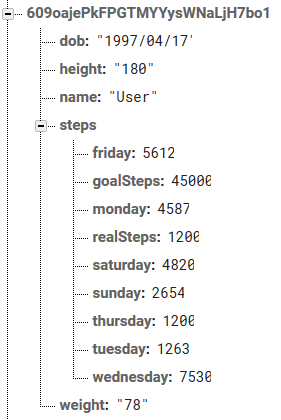 609oajePkFPGTMYYysWNaLjH7bo1
dob: "1997/04/17'
height: "180"
name: "User"
steps
friday: 5612
goalSteps: 45000
monday: 4587
realSteps: 1200
saturday: 4820
sunday: 2654
thursday: 1200
tuesday: 1263
wednesday: 7530
weight: "78"